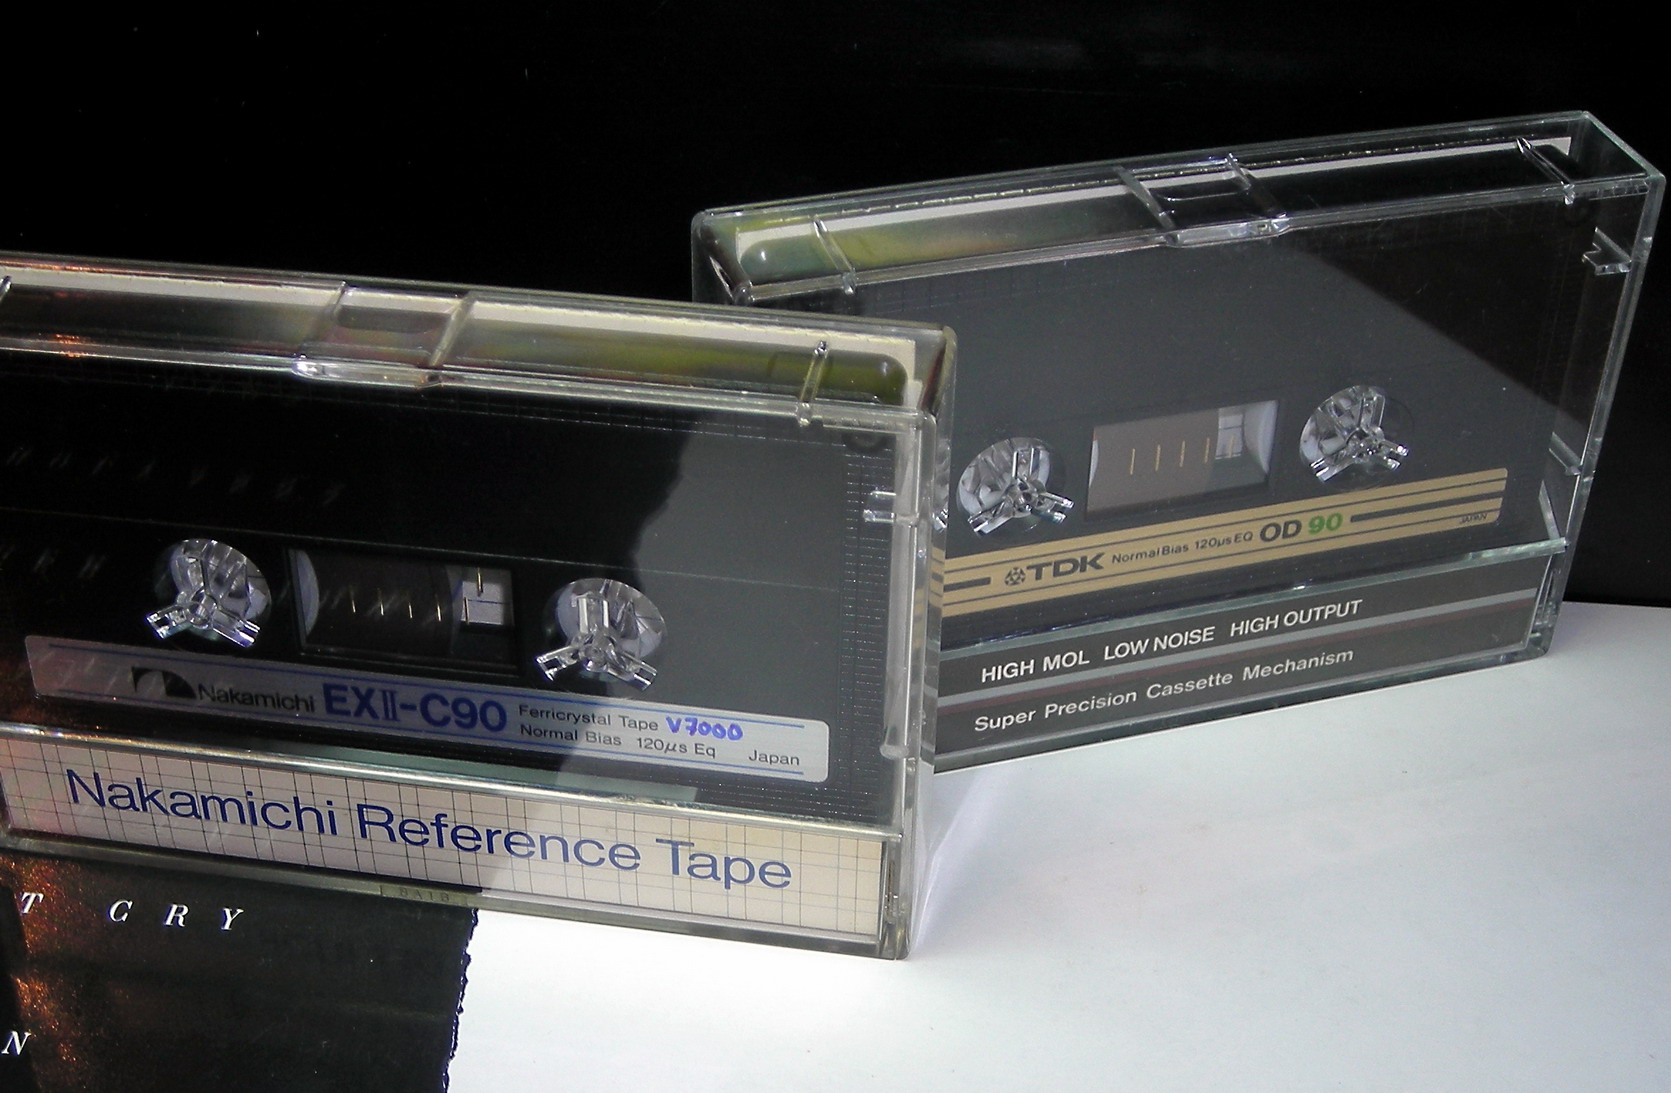 Nakamichi EXII-C90 Ferricrystal Tape V7000
Normal Bias 120µs Eq Japan
Nakamichi Reference Tape
TDK Normal Bias 120µs EQ OD 90
JAPAN
HIGH MOL LOW NOISE HIGH OUTPUT
Super Precision Cassette Mechanism
T CRY
N